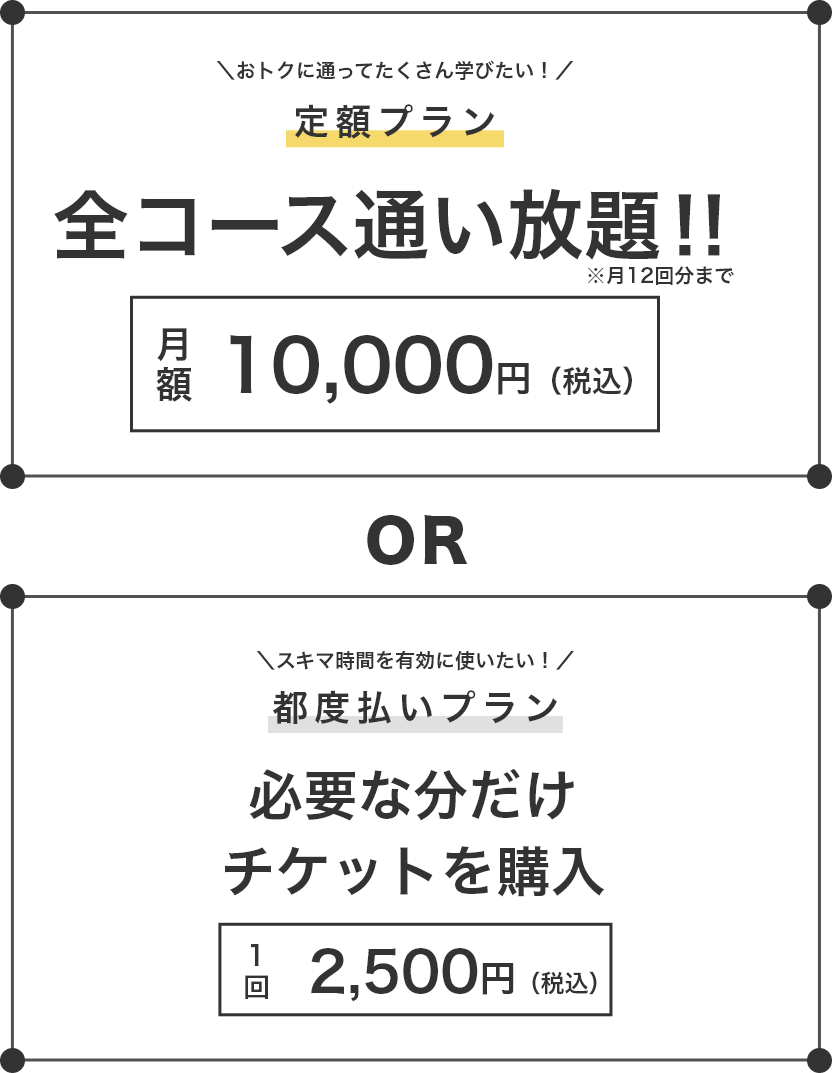 ＼おトクに通ってたくさん学びたい！／
定額プラン
全コース通い放題!!
※月12回分まで
月額 10,000円（税込）
OR
＼スキマ時間を有効に使いたい！／
都度払いプラン
必要な分だけ
チケットを購入
1回 2,500円（税込）